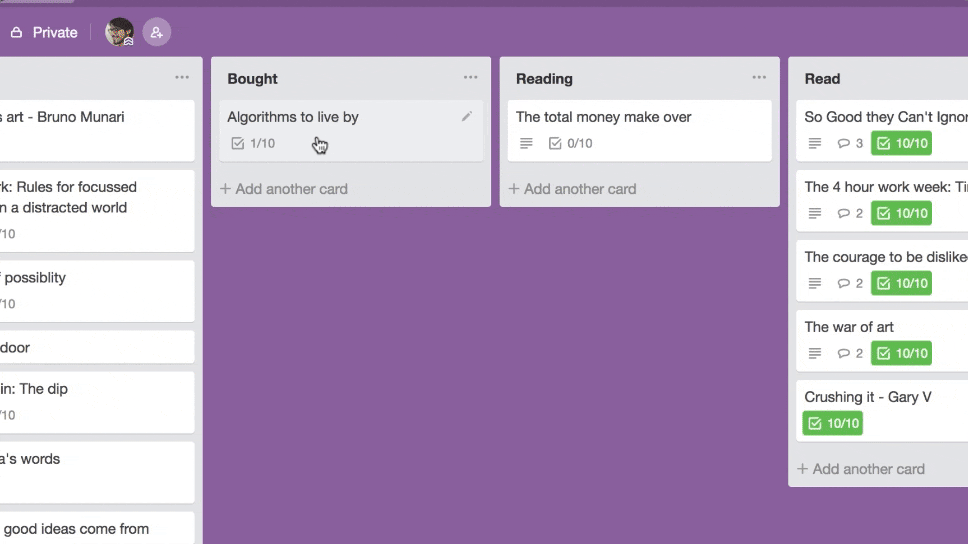 Private
s art - Bruno Munari
k: Rules for focussed
n a distracted world
/10
f possiblity
/10
door
in: The dip
/10
a's words
good ideas come from
Bought
Algorithms to live by
1/10
+ Add another card
Reading
The total money make over
0/10
+ Add another card
Read
So Good they Can't Ignor
3 10/10
The 4 hour work week: Ti
2 10/10
The courage to be dislike
2 10/10
The war of art
2 10/10
Crushing it - Gary V
10/10
+ Add another card